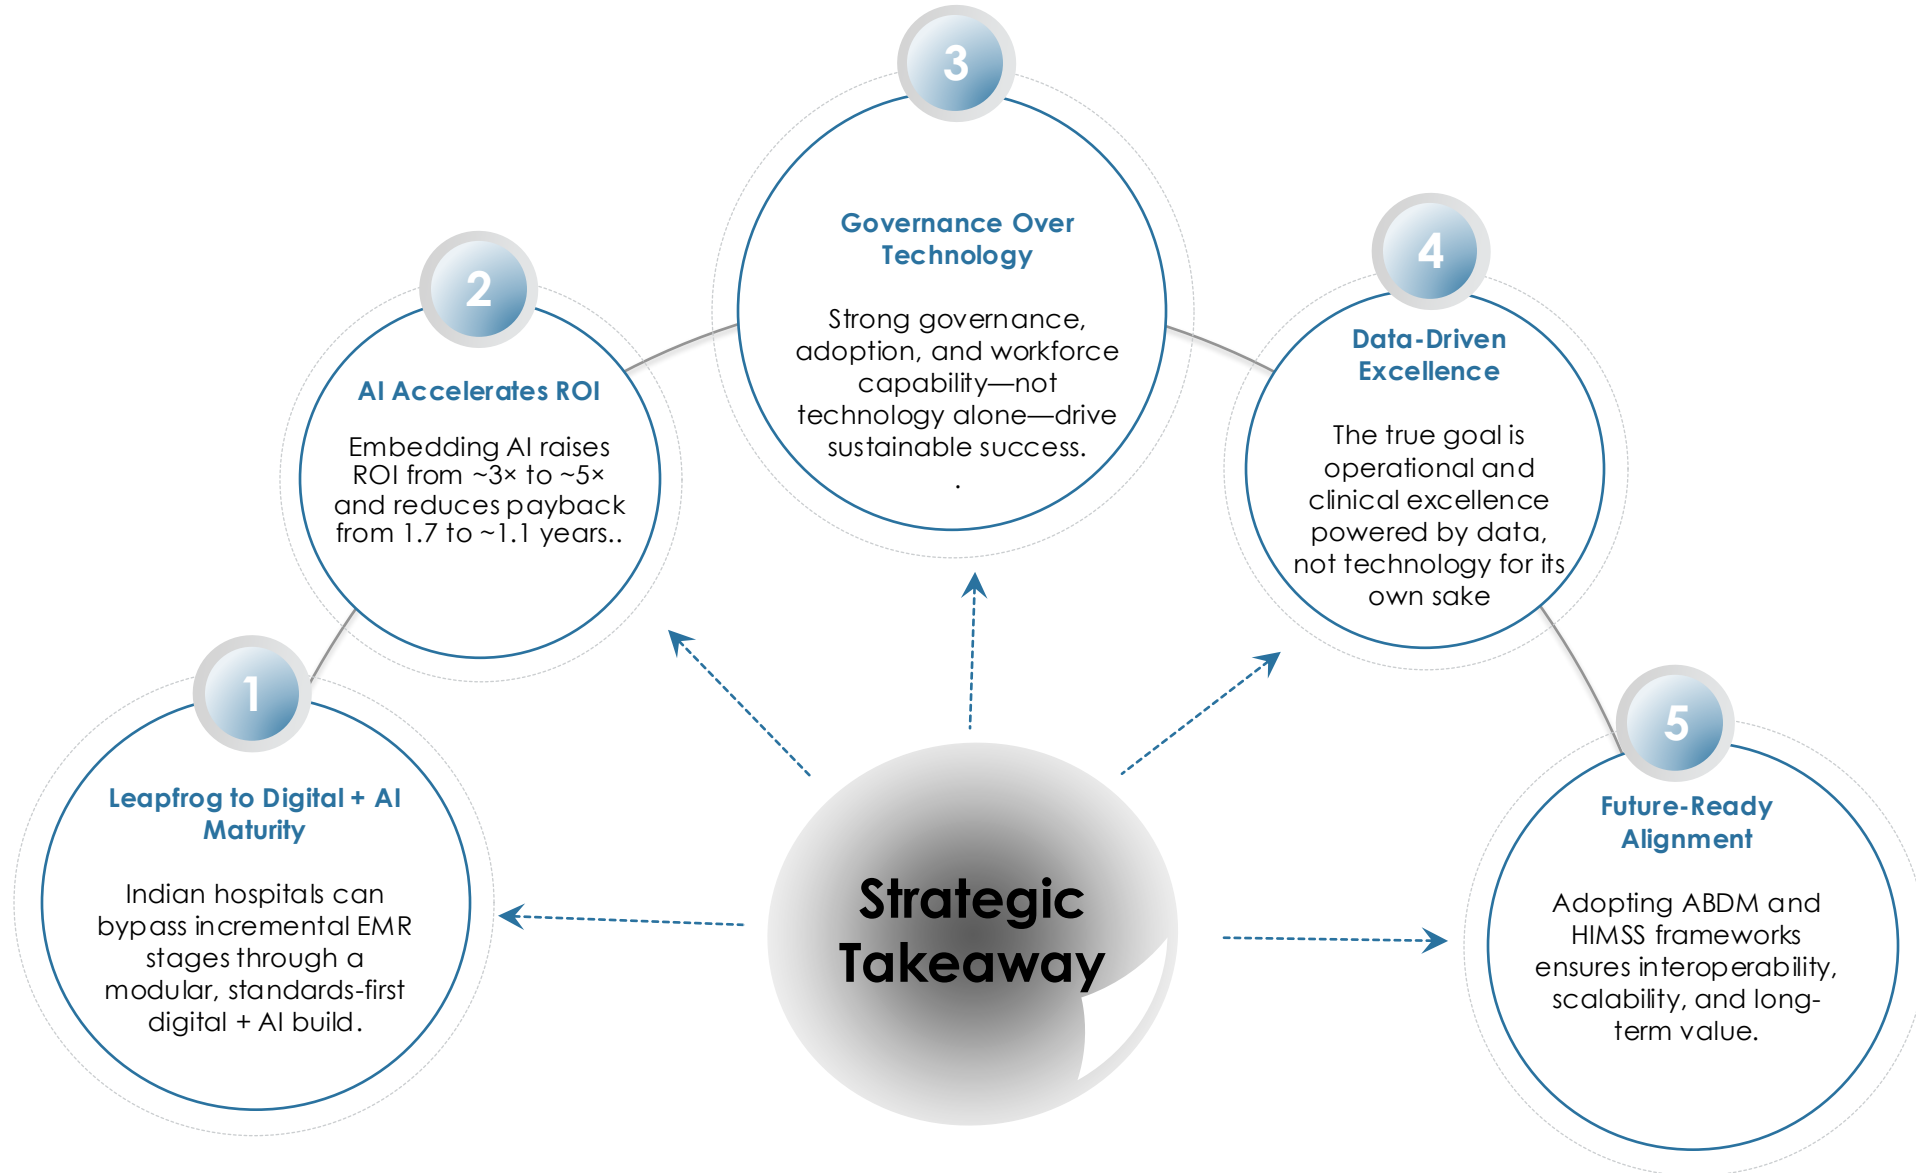 1
Leapfrog to Digital + AI
Maturity
Indian hospitals can
bypass incremental EMR
stages through a
modular, standards-first
digital + AI build.
2
AI Accelerates ROI
Embedding AI raises
ROI from ~3× to ~5×
and reduces payback
from 1.7 to ~1.1 years..
3
Governance Over
Technology
Strong governance,
adoption, and workforce
capability—not
technology alone—drive
sustainable success.
.
4
Data-Driven
Excellence
The true goal is
operational and
clinical excellence
powered by data,
not technology for its
own sake
5
Future-Ready
Alignment
Adopting ABDM and
HIMSS frameworks
ensures interoperability,
scalability, and long-
term value.
Strategic
Takeaway